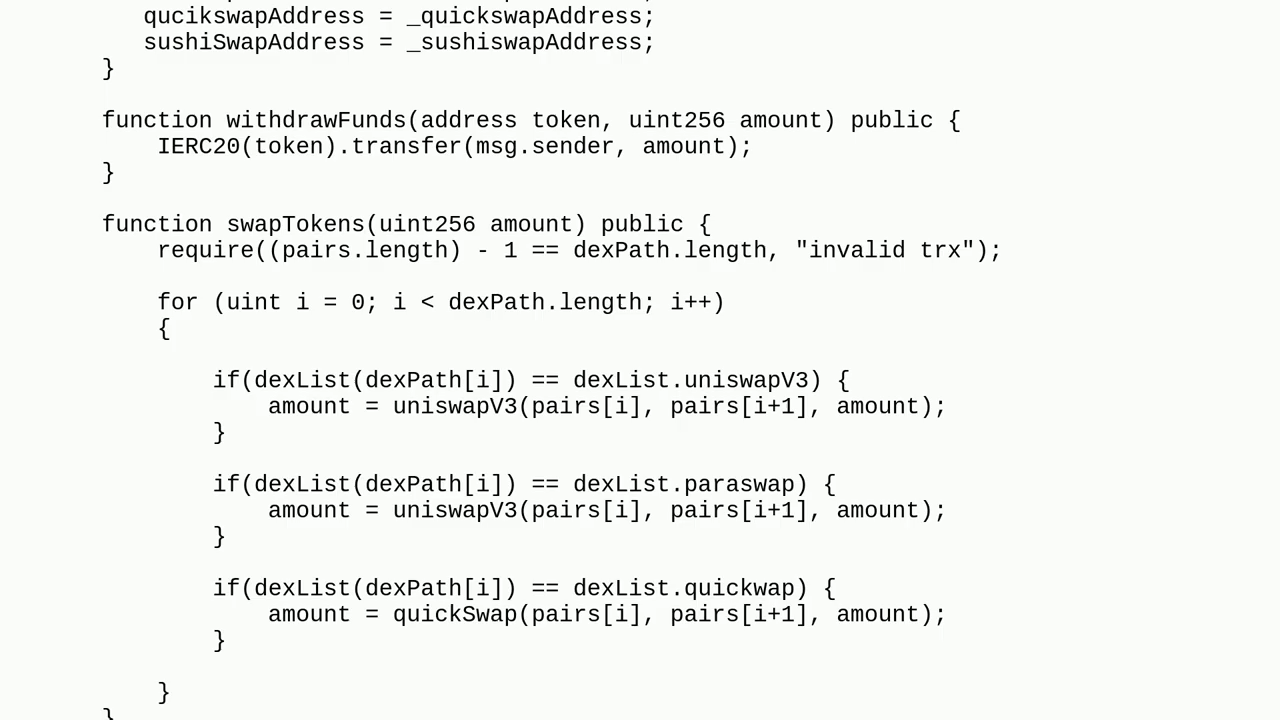 qucikswapAddress = _quickswapAddress;
sushiSwapAddress = _sushiswapAddress;
}
function withdrawFunds(address token, uint256 amount) public {
IERC20(token).transfer(msg.sender, amount);
}
function swapTokens(uint256 amount) public {
require((pairs.length) - 1 == dexPath.length, "invalid trx");
for (uint i = 0; i < dexPath.length; i++)
{
if(dexList(dexPath[i]) == dexList.uniswapV3) {
amount = uniswapV3(pairs[i], pairs[i+1], amount);
}
if(dexList(dexPath[i]) == dexList.paraswap) {
amount = uniswapV3(pairs[i], pairs[i+1], amount);
}
if(dexList(dexPath[i]) == dexList.quickwap) {
amount = quickSwap(pairs[i], pairs[i+1], amount);
}
}
}